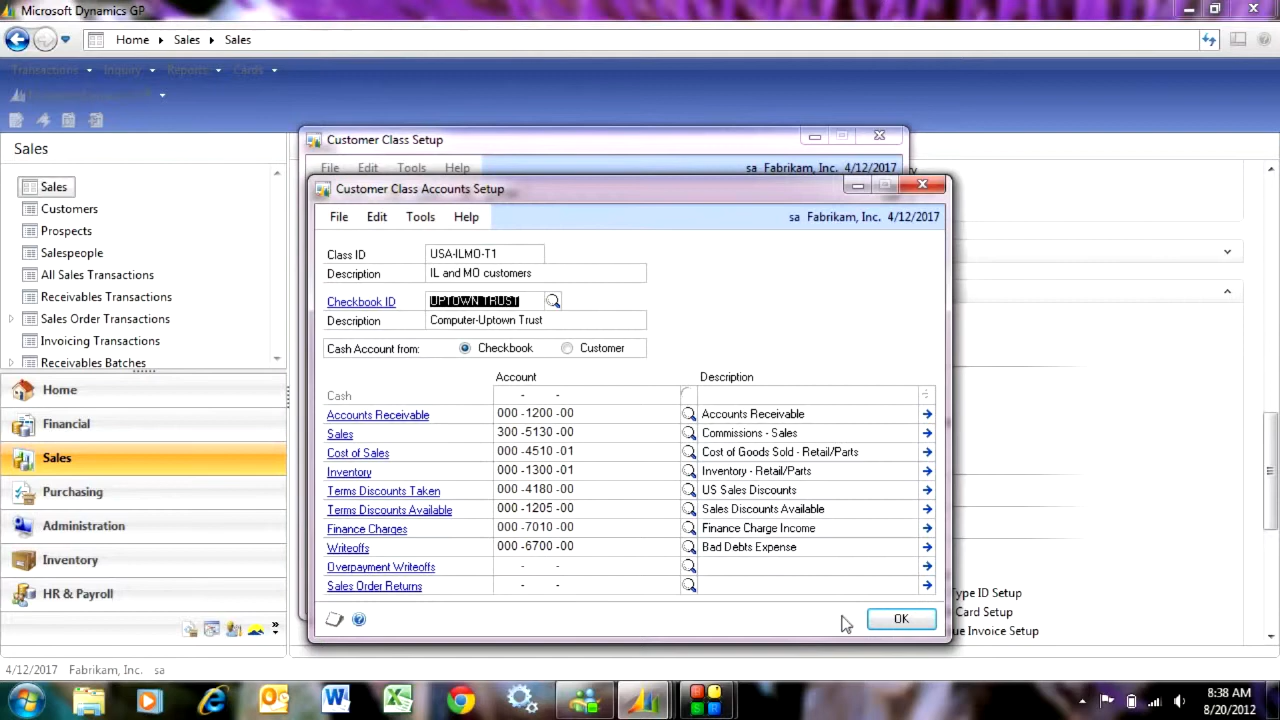 Microsoft Dynamics GP
Home Sales Sales
Transactions Inquiry Reports Cards
Sales
Customer Class Setup
File Edit Tools Help
sa Fabrikam, Inc. 4/12/2017
Customer Class Accounts Setup
File Edit Tools Help
sa Fabrikam, Inc. 4/12/2017
Sales
Customers
Prospects
Salespeople
All Sales Transactions
Receivables Transactions
Sales Order Transactions
Invoicing Transactions
Receivables Batches
Home
Financial
Sales
Purchasing
Administration
Inventory
HR & Payroll
Class ID USA-ILMO-T1
Description IL and MO customers
Checkbook ID UPTOWN TRUST
Description Computer-Uptown Trust
Cash Account from: Checkbook Customer
Account Description
Cash - -
Accounts Receivable 000 -1200 -00 Accounts Receivable
Sales 300 -5130 -00 Commissions - Sales
Cost of Sales 000 -4510 -01 Cost of Goods Sold - Retail/Parts
Inventory 000 -1300 -01 Inventory - Retail/Parts
Terms Discounts Taken 000 -4180 -00 US Sales Discounts
Terms Discounts Available 000 -1205 -00 Sales Discounts Available
Finance Charges 000 -7010 -00 Finance Charge Income
Writeoffs 000 -6700 -00 Bad Debts Expense
Overpayment Writeoffs - -
Sales Order Returns - -
OK
Type ID Setup
Card Setup
ue Invoice Setup
4/12/2017 Fabrikam, Inc. sa
8:38 AM
8/20/2012